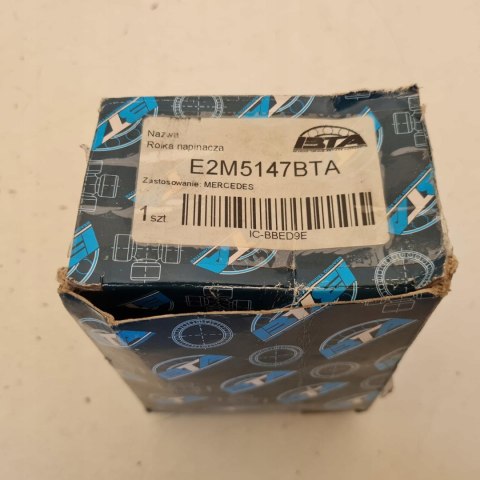 Nazwa
Rolka napinacza
BTA
E2M5147BTA
Zastosowanie: MERCEDES
1 szt.
IC-BBED9E